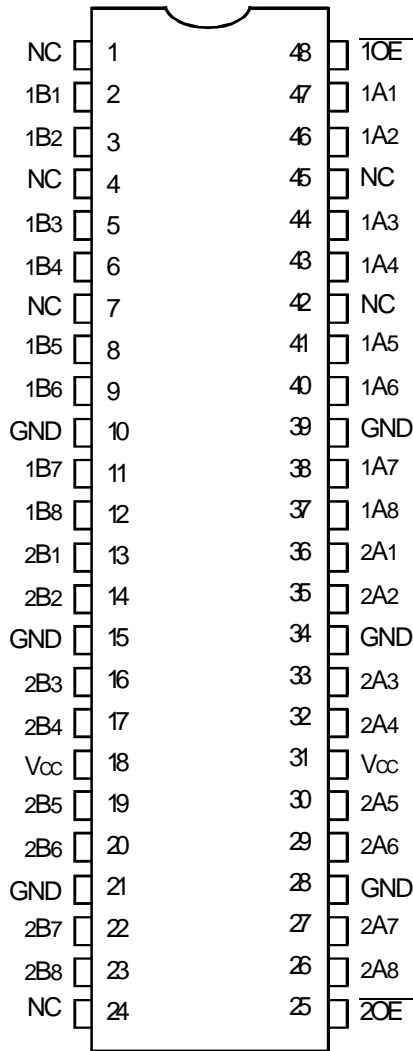 NC 1 48 1OE
1B1 2 47 1A1
1B2 3 46 1A2
NC 4 45 NC
1B3 5 44 1A3
1B4 6 43 1A4
NC 7 42 NC
1B5 8 41 1A5
1B6 9 40 1A6
GND 10 39 GND
1B7 11 38 1A7
1B8 12 37 1A8
2B1 13 36 2A1
2B2 14 35 2A2
GND 15 34 GND
2B3 16 33 2A3
2B4 17 32 2A4
Vcc 18 31 Vcc
2B5 19 30 2A5
2B6 20 29 2A6
GND 21 28 GND
2B7 22 27 2A7
2B8 23 26 2A8
NC 24 25 2OE